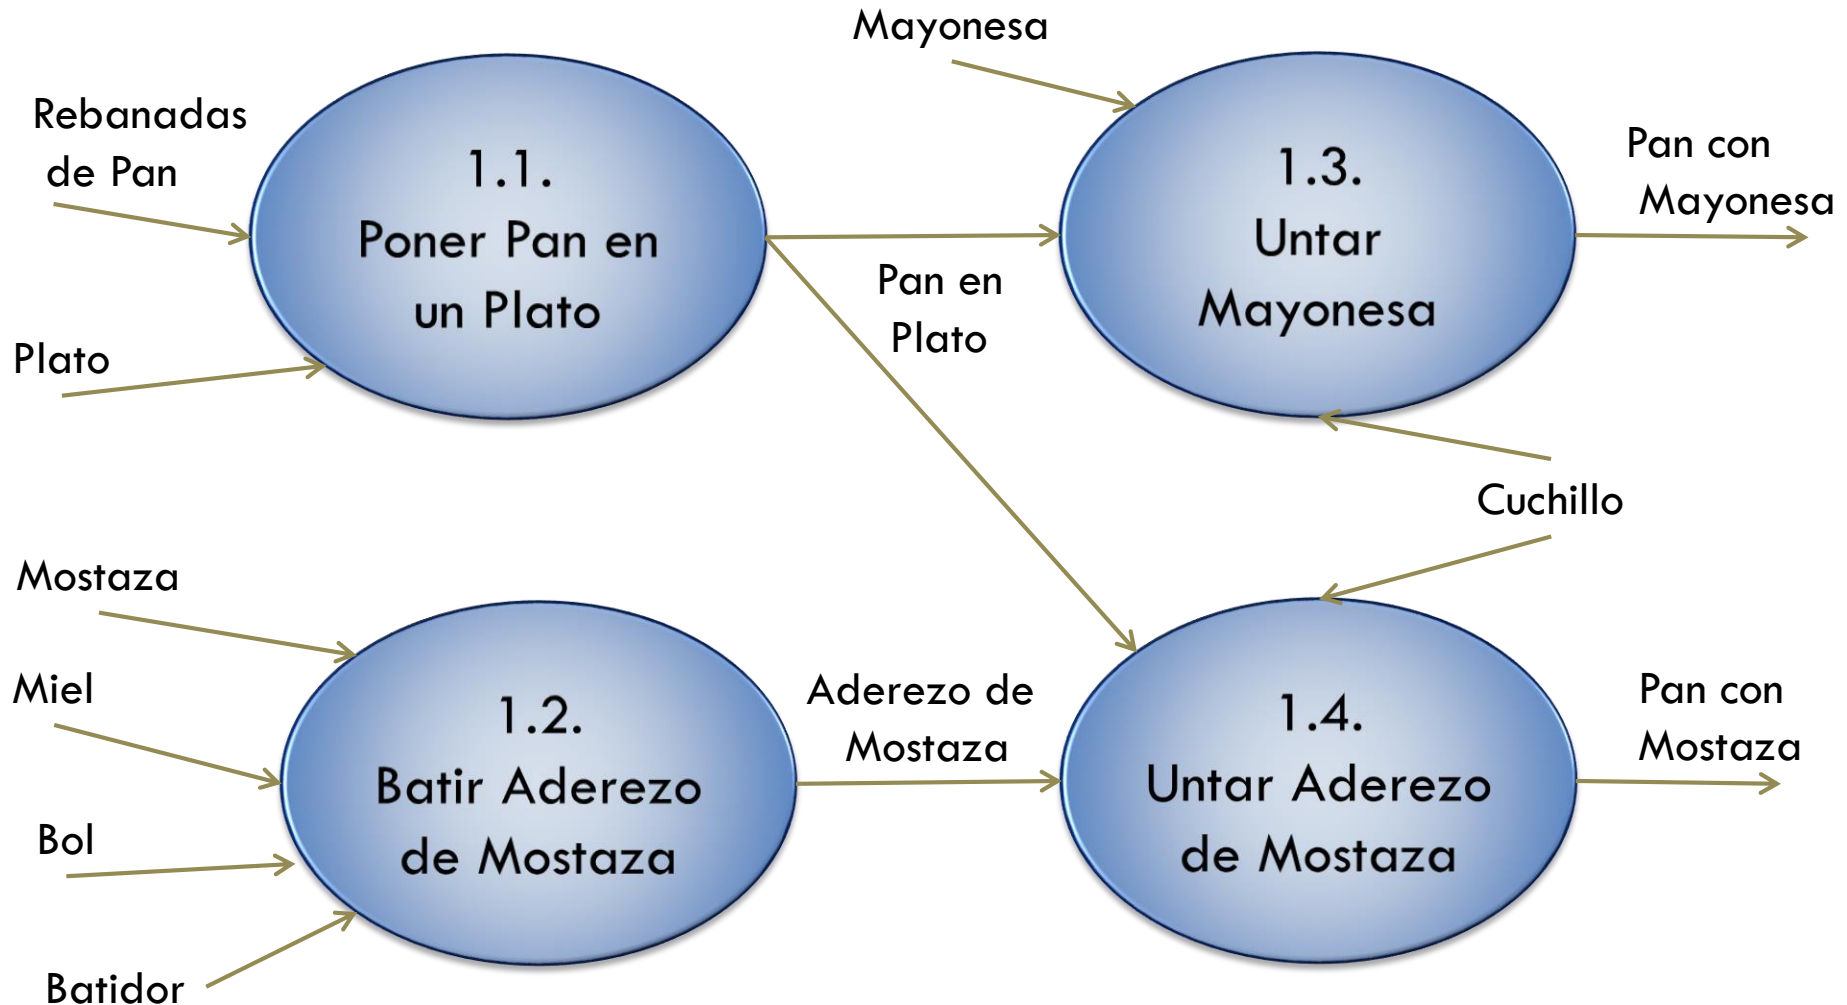 Mayonesa
Rebanadas
de Pan
1.1.
Poner Pan en
un Plato
Plato
Pan en
Plato
1.3.
Untar
Mayonesa
Pan con
Mayonesa
Cuchillo
Mostaza
Miel
Bol
Batidor
1.2.
Batir Aderezo
de Mostaza
Aderezo de
Mostaza
1.4.
Untar Aderezo
de Mostaza
Pan con
Mostaza